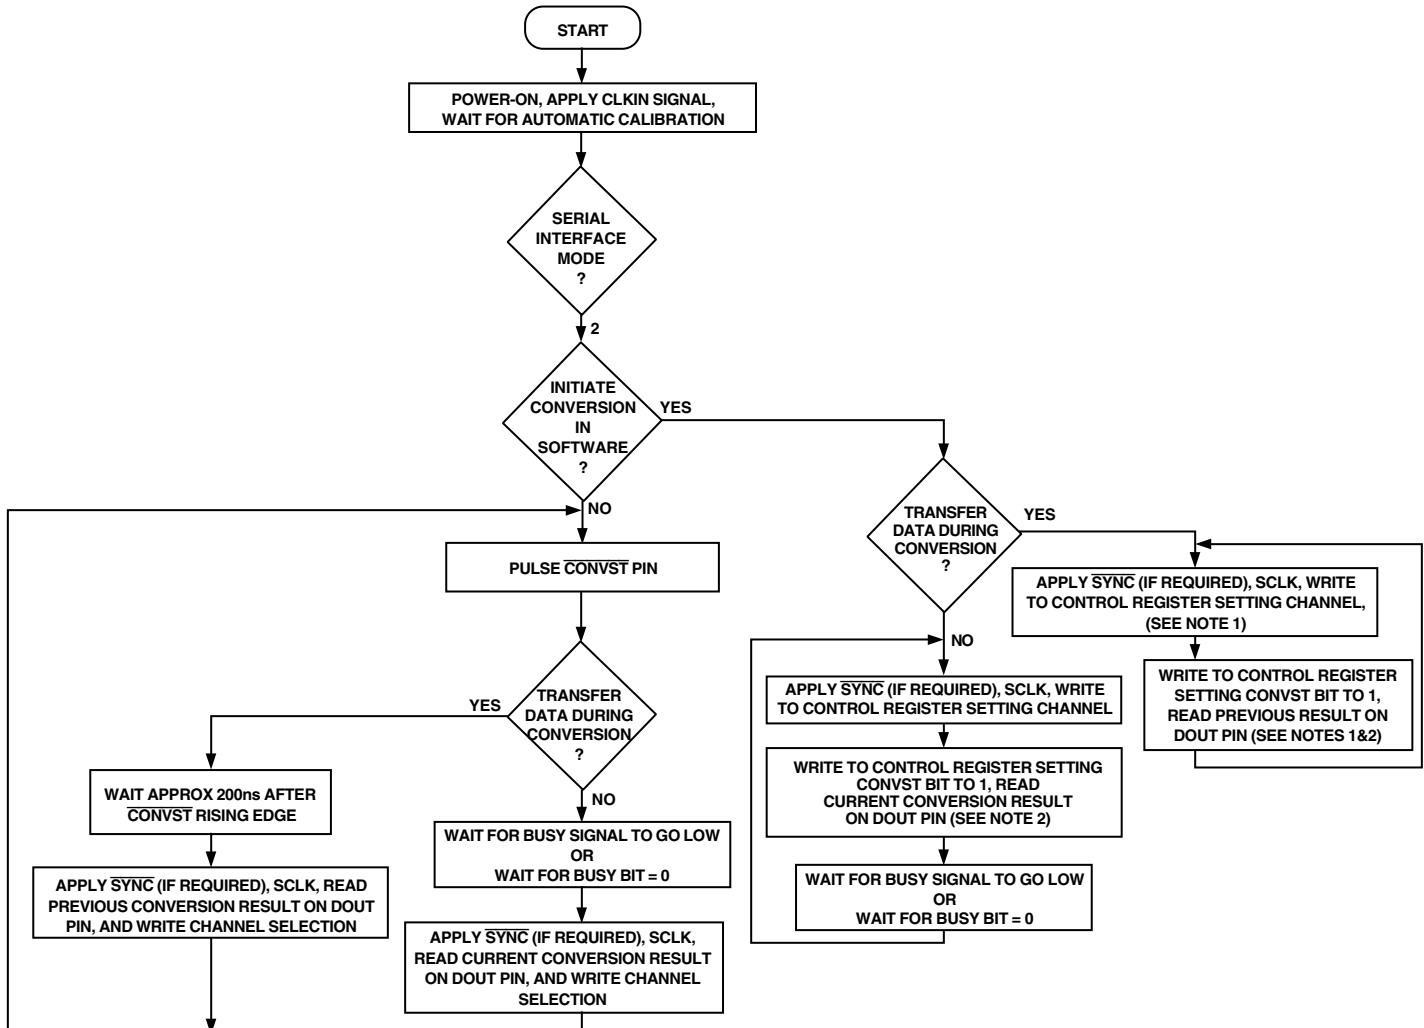 START
POWER-ON, APPLY CLKIN SIGNAL,
WAIT FOR AUTOMATIC CALIBRATION
SERIAL
INTERFACE
MODE
?
2
INITIATE
CONVERSION
IN
SOFTWARE
?
YES
NO
PULSE CONVST PIN
TRANSFER
DATA DURING
CONVERSION
?
YES
NO
WAIT APPROX 200ns AFTER
CONVST RISING EDGE
APPLY SYNC (IF REQUIRED), SCLK, READ
PREVIOUS CONVERSION RESULT ON DOUT
PIN, AND WRITE CHANNEL SELECTION
WAIT FOR BUSY SIGNAL TO GO LOW
OR
WAIT FOR BUSY BIT = 0
APPLY SYNC (IF REQUIRED), SCLK,
READ CURRENT CONVERSION RESULT
ON DOUT PIN, AND WRITE CHANNEL
SELECTION
TRANSFER
DATA DURING
CONVERSION
?
YES
NO
APPLY SYNC (IF REQUIRED), SCLK, WRITE
TO CONTROL REGISTER SETTING CHANNEL
WRITE TO CONTROL REGISTER SETTING
CONVST BIT TO 1, READ
CURRENT CONVERSION RESULT
ON DOUT PIN (SEE NOTE 2)
WAIT FOR BUSY SIGNAL TO GO LOW
OR
WAIT FOR BUSY BIT = 0
APPLY SYNC (IF REQUIRED), SCLK, WRITE
TO CONTROL REGISTER SETTING CHANNEL,
(SEE NOTE 1)
WRITE TO CONTROL REGISTER
SETTING CONVST BIT TO 1,
READ PREVIOUS RESULT ON
DOUT PIN (SEE NOTES 1&2)